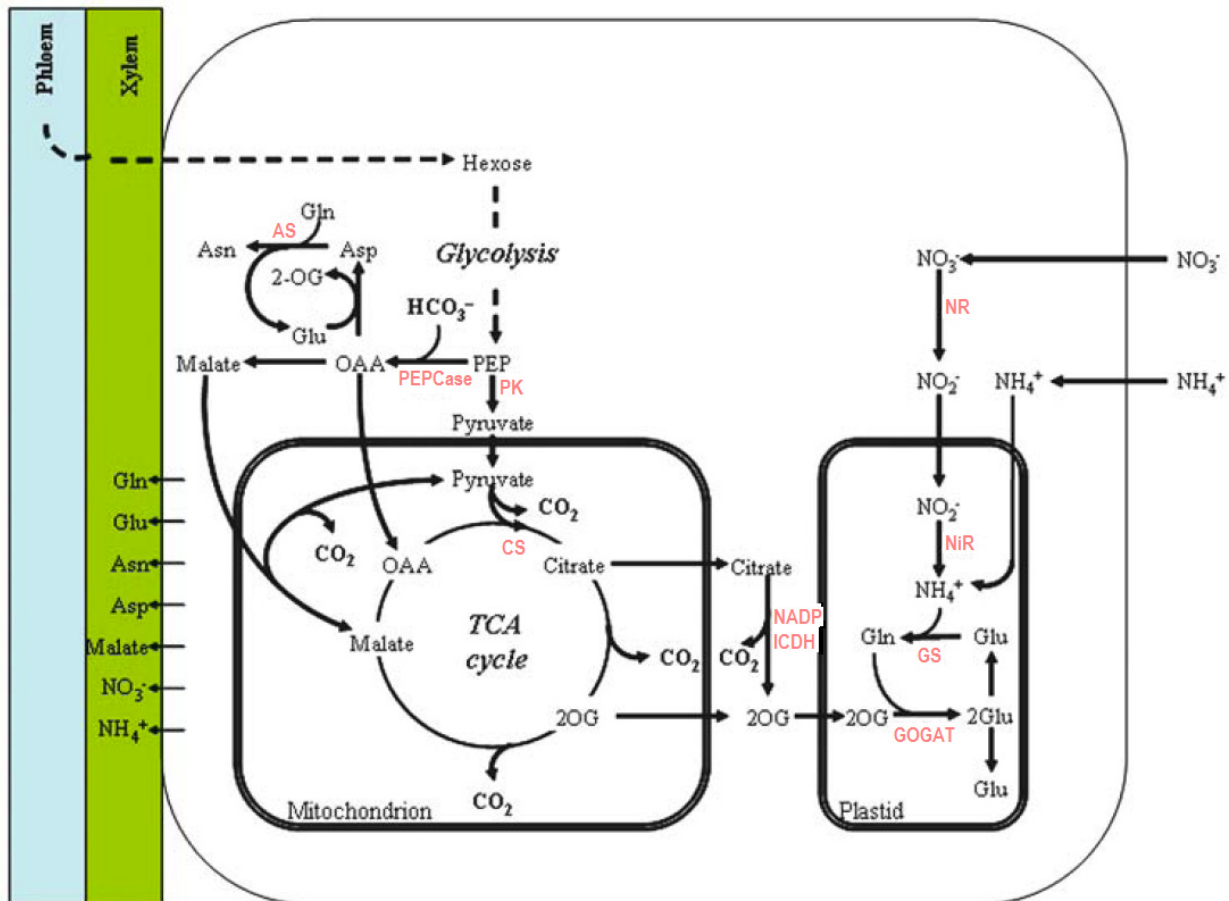 Phloem
Xylem
Hexose
Gln
AS
Asn
Asp
2-OG
Glu
Glycolysis
HCO₃⁻
Malate
OAA
PEP
PEPCase
PK
Pyruvate
Pyruvate
CO₂
CS
CO₂
OAA
Citrate
Citrate
NADP
ICDH
TCA
cycle
Malate
CO₂
CO₂
2OG
2OG
CO₂
Mitochondrion
Gln
Glu
Asn
Asp
Malate
NO₃⁻
NH₄⁺
NO₃⁻
NO₃⁻
NR
NO₂⁻
NH₄⁺
NH₄⁺
NO₂⁻
NiR
NH₄⁺
Gln
Glu
GS
2OG
2Glu
GOGAT
Glu
Plastid